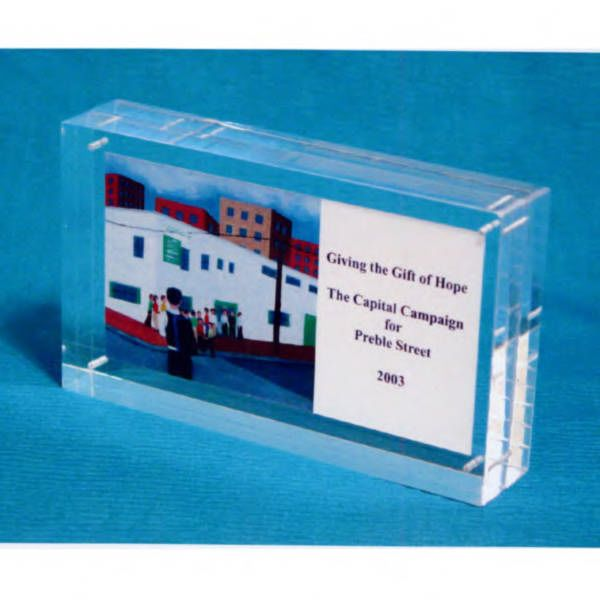 Giving the Gift of Hope
The Capital Campaign
for
Preble Street
2003